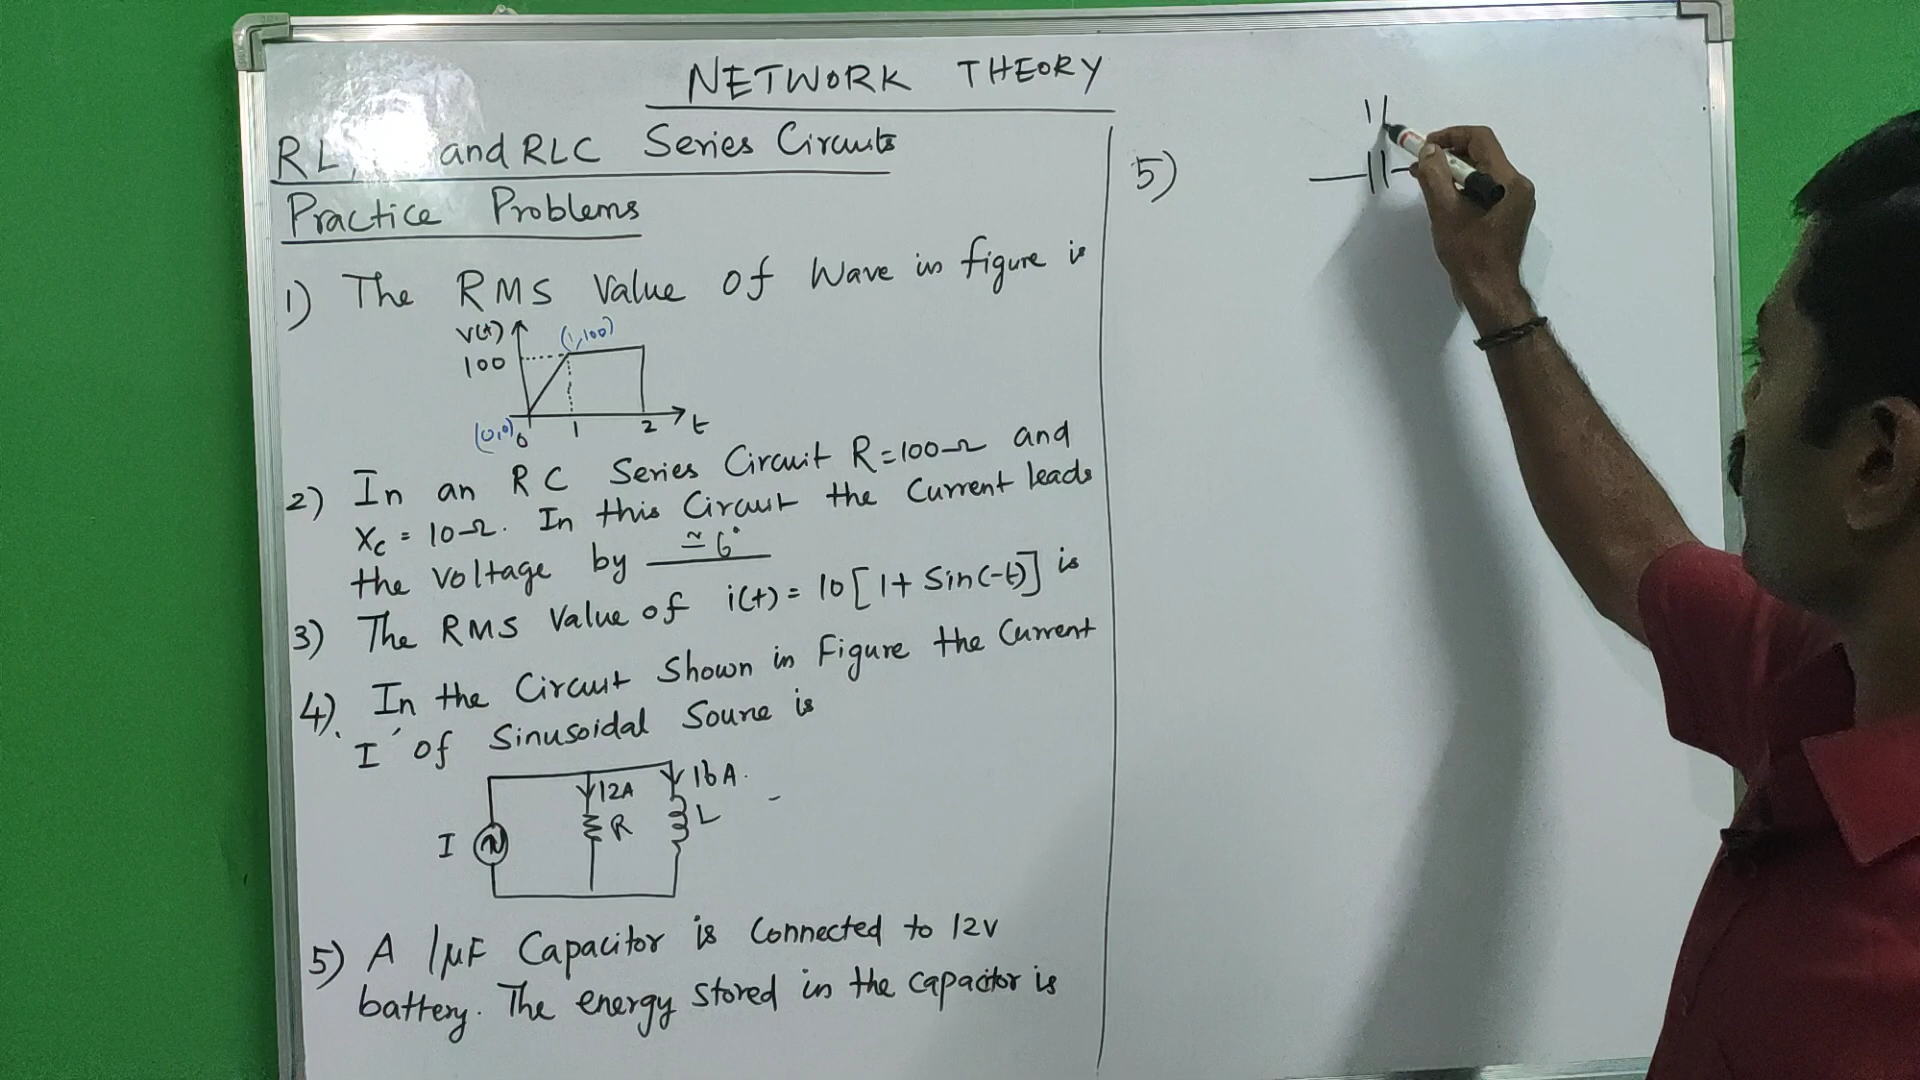 NETWORK THEORY
RL, and RLC Series Circuits
Practice Problems
1) The RMS Value of Wave in figure is
V(t)
(1,100)
100
(0,0) 0 1 2 t
2) In an RC Series Circuit R=100Ω and
Xc = 10Ω. In this Circuit the Current leads
the voltage by ≃ 6°
3) The RMS Value of i(t) = 10[1+ Sin(-t)] is
4). In the Circuit Shown in Figure the Current
I of Sinusoidal Source is
12A 16A.
I R L
5) A 1μF Capacitor is Connected to 12V
battery. The energy stored in the capacitor is
5)